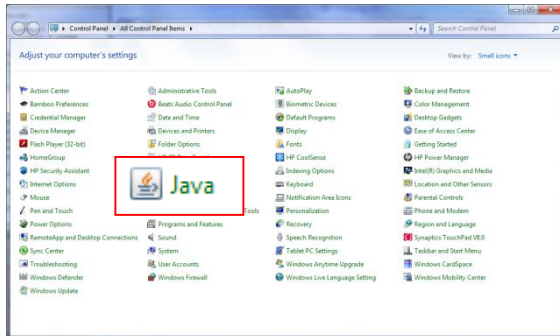 Control Panel ▸ All Control Panel Items ▸
Search Control Panel
Adjust your computer's settings
View by: Small icons
Action Center
Administrative Tools
AutoPlay
Backup and Restore
Bamboo Preferences
Beats Audio Control Panel
Biometric Devices
Color Management
Credential Manager
Date and Time
Default Programs
Desktop Gadgets
Device Manager
Devices and Printers
Display
Ease of Access Center
Flash Player (32-bit)
Folder Options
Fonts
Getting Started
HomeGroup
HP CoolSense
HP Power Manager
HP Security Assistant
Java
Indexing Options
Intel(R) Graphics and Media
Internet Options
Keyboard
Location and Other Sensors
Mouse
Notification Area Icons
Parental Controls
Pen and Touch
Tools
Personalization
Phone and Modem
Power Options
Programs and Features
Recovery
Region and Language
RemoteApp and Desktop Connections
Sound
Speech Recognition
Synaptics TouchPad V8.0
Sync Center
System
Tablet PC Settings
Taskbar and Start Menu
Troubleshooting
User Accounts
Windows Anytime Upgrade
Windows CardSpace
Windows Defender
Windows Firewall
Windows Live Language Setting
Windows Mobility Center
Windows Update